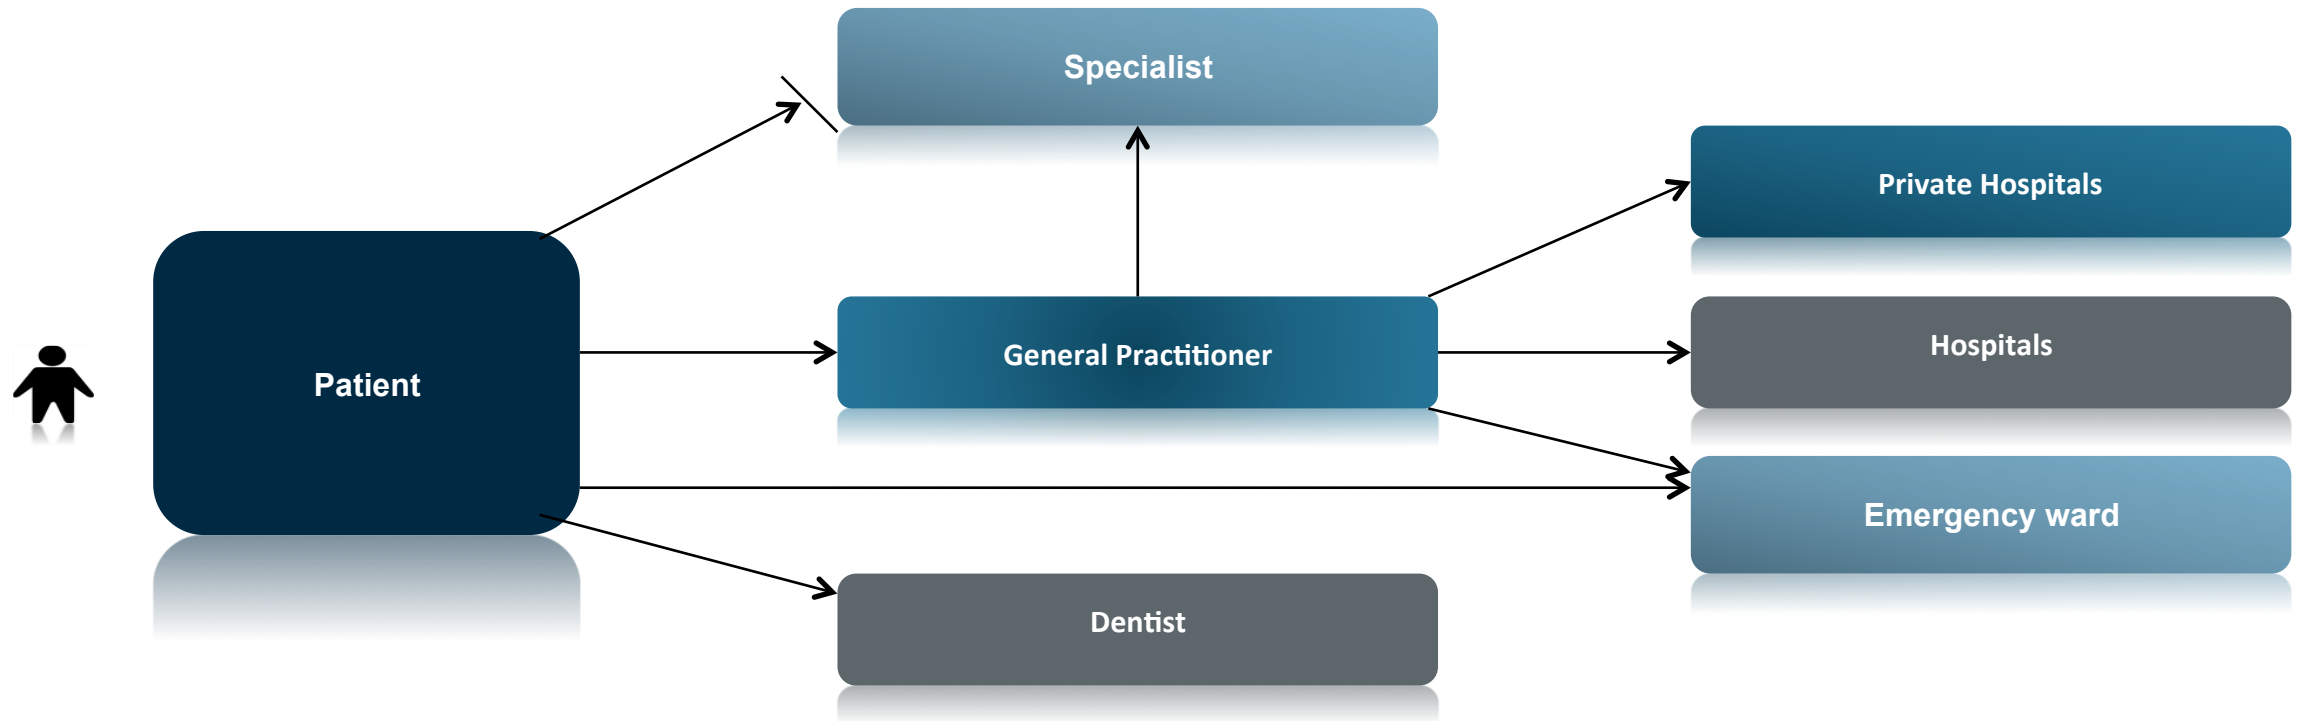 Specialist
Private Hospitals
Patient
General Practitioner
Hospitals
Emergency ward
Dentist